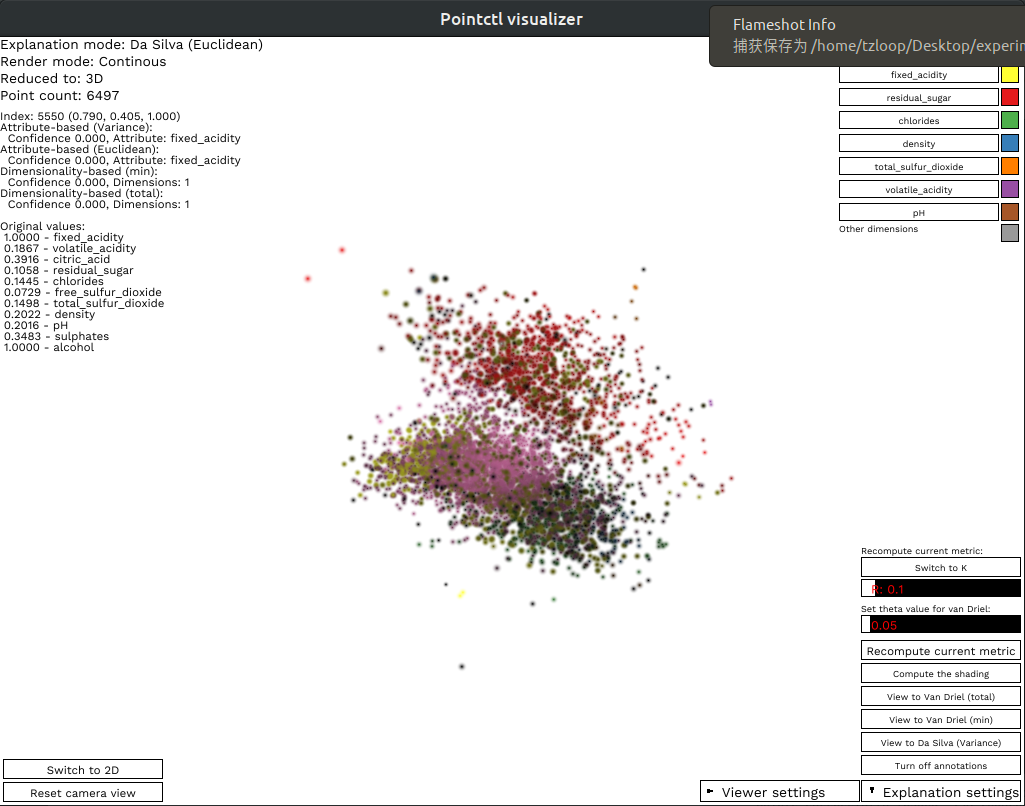 Pointctl visualizer
Flameshot Info
捕获保存为 /home/tzloop/Desktop/experim
Explanation mode: Da Silva (Euclidean)
Render mode: Continous
Reduced to: 3D
Point count: 6497
Index: 5550 (0.790, 0.405, 1.000)
Attribute-based (Variance):
Confidence 0.000, Attribute: fixed_acidity
Attribute-based (Euclidean):
Confidence 0.000, Attribute: fixed_acidity
Dimensionality-based (min):
Confidence 0.000, Dimensions: 1
Dimensionality-based (total):
Confidence 0.000, Dimensions: 1
Original values:
1.0000 - fixed_acidity
0.1867 - volatile_acidity
0.3916 - citric_acid
0.1058 - residual_sugar
0.1445 - chlorides
0.0729 - free_sulfur_dioxide
0.1498 - total_sulfur_dioxide
0.2022 - density
0.2016 - pH
0.3483 - sulphates
1.0000 - alcohol
fixed_acidity
residual_sugar
chlorides
density
total_sulfur_dioxide
volatile_acidity
pH
Other dimensions
Recompute current metric:
Switch to K
R: 0.1
Set theta value for van Driel:
0.05
Recompute current metric
Compute the shading
View to Van Driel (total)
View to Van Driel (min)
View to Da Silva (Variance)
Turn off annotations
Switch to 2D
Reset camera view
Viewer settings
Explanation settings